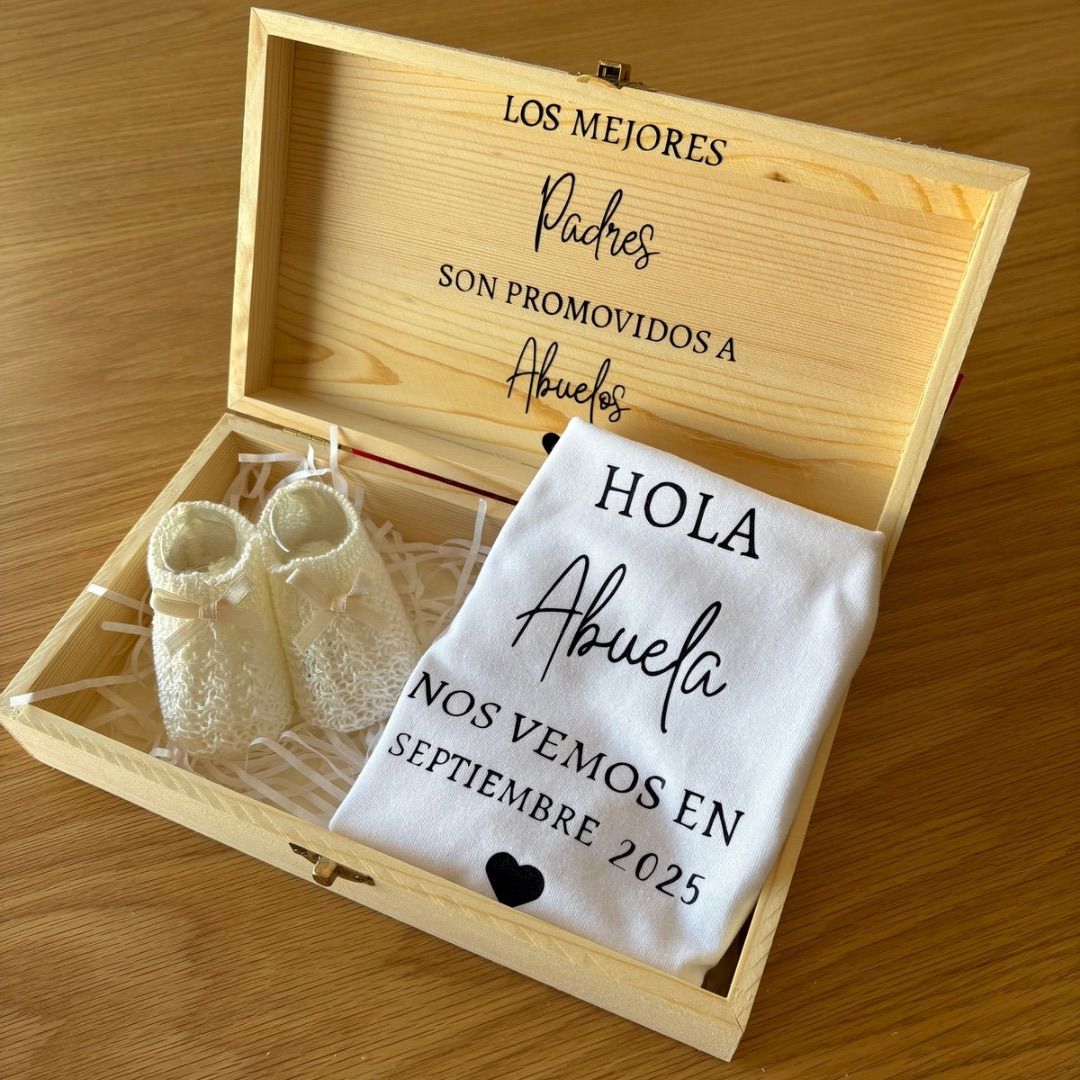 LOS MEJORES
Padres
SON PROMOVIDOS A
Abuelos
HOLA
Abuela
NOS VEMOS EN
SEPTIEMBRE 2025